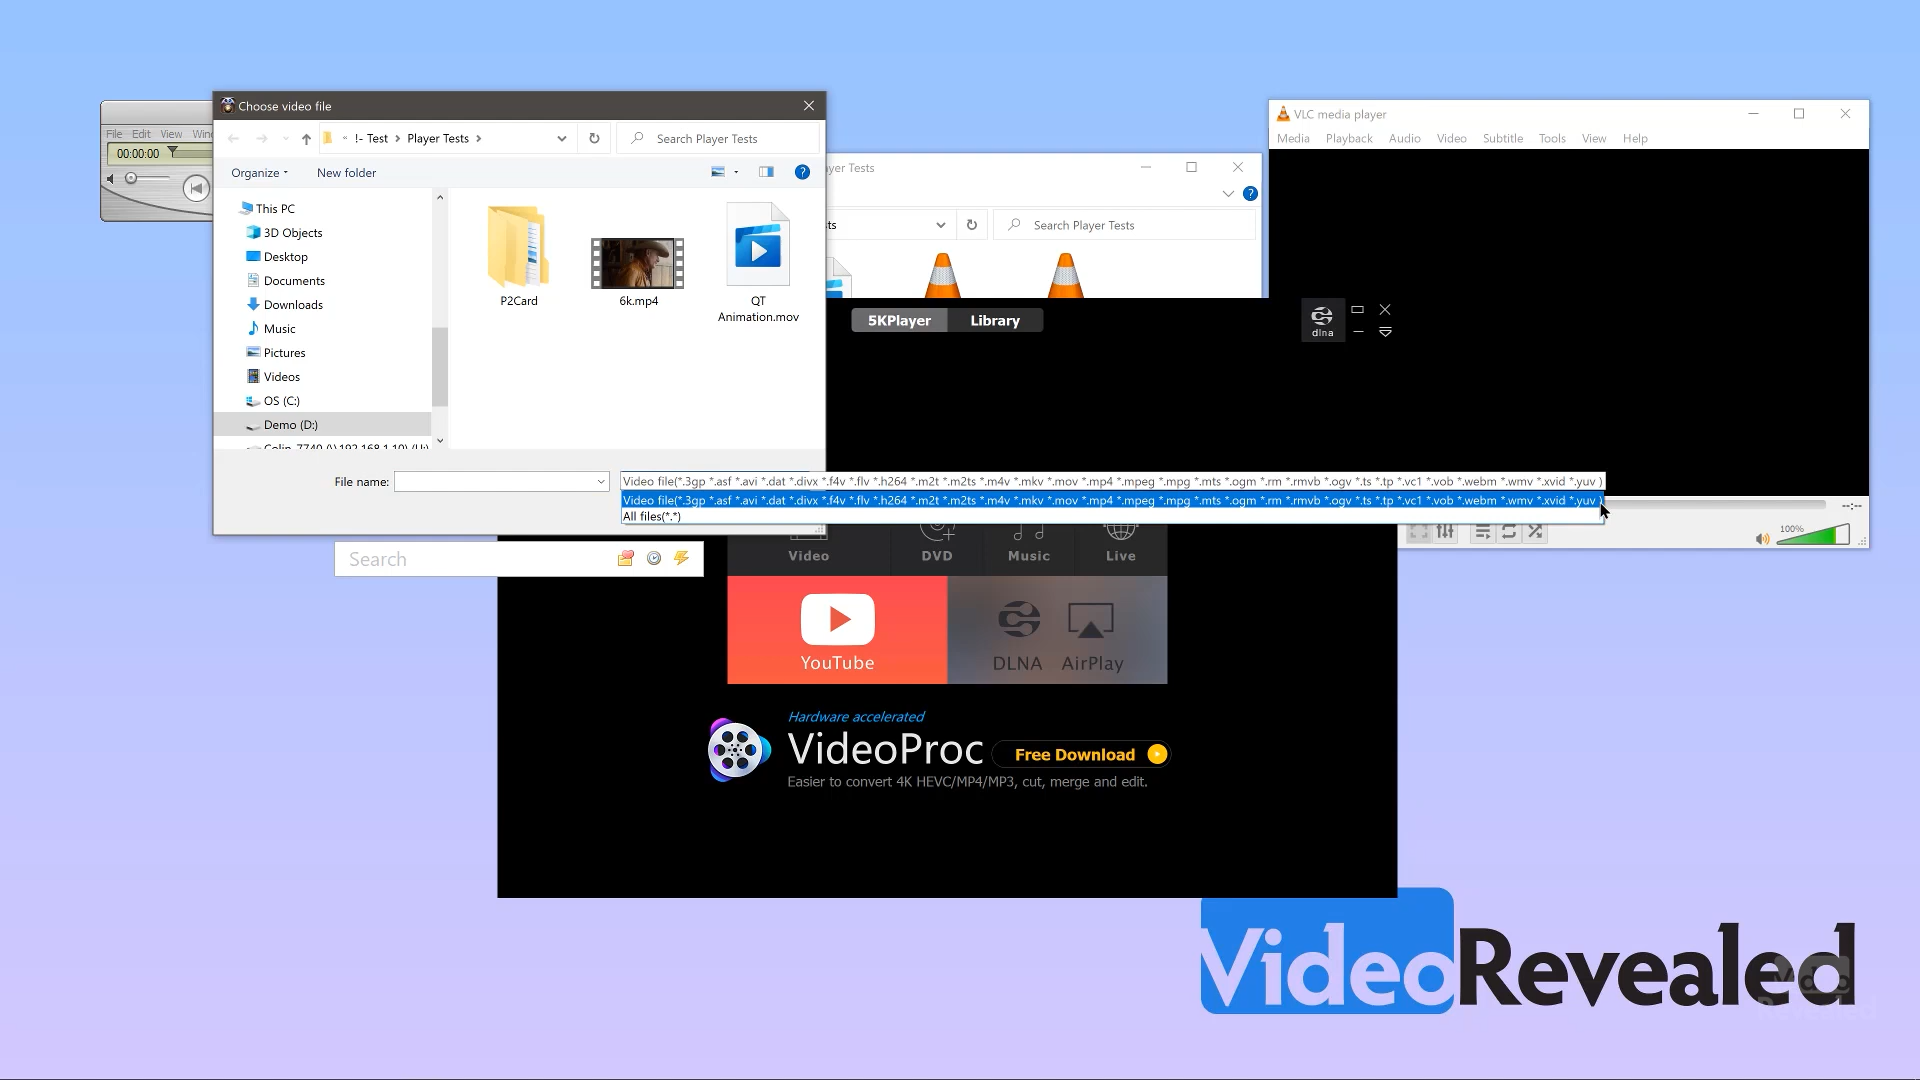 Choose video file
File Edit View
00:00:00
« !- Test > Player Tests >
Search Player Tests
Organize
New folder
This PC
3D Objects
Desktop
Documents
Downloads
Music
Pictures
Videos
OS (C:)
Demo (D:)
P2Card
6k.mp4
QT
Animation.mov
File name:
Video file(*.3gp *.asf *.avi *.dat *.divx *.f4v *.flv *.h264 *.m2t *.m2ts *.m4v *.mkv *.mov *.mp4 *.mpeg *.mpg *.mts *.ogm *.rm *.rmvb *.ogv *.ts *.tp *.vc1 *.vob *.webm *.wmv *.xvid *.yuv )
Video file(*.3gp *.asf *.avi *.dat *.divx *.f4v *.flv *.h264 *.m2t *.m2ts *.m4v *.mkv *.mov *.mp4 *.mpeg *.mpg *.mts *.ogm *.rm *.rmvb *.ogv *.ts *.tp *.vc1 *.vob *.webm *.wmv *.xvid *.yuv )
All files(*.*)
Search
Tests
Search Player Tests
VLC media player
Media Playback Audio Video Subtitle Tools View Help
--:--
100%
5KPlayer
Library
dlna
Video
DVD
Music
Live
YouTube
DLNA
AirPlay
Hardware accelerated
VideoProc
Free Download
Easier to convert 4K HEVC/MP4/MP3, cut, merge and edit.
VideoRevealed